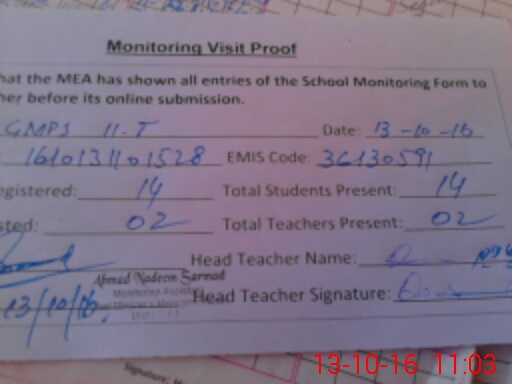 Monitoring Visit Proof
hat the MEA has shown all entries of the School Monitoring Form to
her before its online submission.
GMPS 11-T Date: 13-10-16
EMIS Code: 36130591
egistered: 14 Total Students Present: 14
sted: 02 Total Teachers Present: 02
Head Teacher Name:
Ahmad Nadeem Sarmad
Head Teacher Signature:
13/10/16
Signature:
13-10-16 11:03